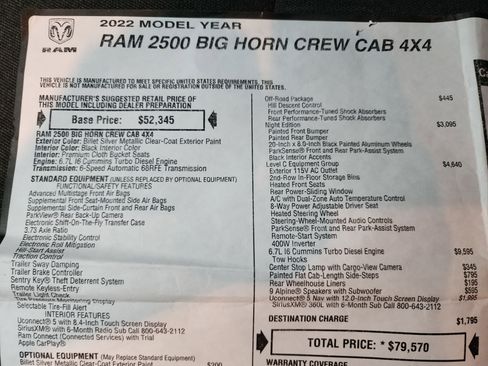 2022 MODEL YEAR
RAM
RAM 2500 BIG HORN CREW CAB 4X4
THIS VEHICLE IS MANUFACTURED TO MEET SPECIFIC UNITED STATES REQUIREMENTS. THIS
VEHICLE IS NOT MANUFACTURED FOR SALE OR REGISTRATION OUTSIDE OF THE UNITED STATES.
MANUFACTURER'S SUGGESTED RETAIL PRICE OF
THIS MODEL INCLUDING DEALER PREPARATION
Base Price: $52,345
RAM 2500 BIG HORN CREW CAB 4X4
Exterior Color: Billet Silver Metallic Clear-Coat Exterior Paint
Interior Color: Black Interior Color
Interior: Premium Cloth Bucket Seats
Engine: 6.7L I6 Cummins Turbo Diesel Engine
Transmission: 6-Speed Automatic 68RFE Transmission
STANDARD EQUIPMENT (UNLESS REPLACED BY OPTIONAL EQUIPMENT)
FUNCTIONAL/SAFETY FEATURES
Advanced Multistage Front Air Bags
Supplemental Front Seat-Mounted Side Air Bags
Supplemental Side-Curtain Front and Rear Air Bags
ParkView® Rear Back-Up Camera
Electronic Shift-On-The-Fly Transfer Case
3.73 Axle Ratio
Electronic Stability Control
Electronic Roll Mitigation
Hill-Start Assist
Traction Control
Trailer Sway Damping
Trailer Brake Controller
Sentry Key® Theft Deterrent System
Remote Keyless-Entry
Trailer Light Check
Tire Pressure Monitoring Display
Selectable Tire-Fill Alert
INTERIOR FEATURES
Uconnect® 5 with 8.4-Inch Touch Screen Display
SiriusXM® with 6-Month Radio Sub Call 800-643-2112
Ram Connect (Connected Services) with Trial
Apple CarPlay®
OPTIONAL EQUIPMENT (May Replace Standard Equipment)
Billet Silver Metallic Clear-Coat Exterior Paint $200
Off-Road Package $445
Hill Descent Control
Front Performance-Tuned Shock Absorbers
Rear Performance-Tuned Shock Absorbers
Night Edition $3,095
Painted Front Bumper
Painted Rear Bumper
20-Inch x 8.0-Inch Black Painted Aluminum Wheels
ParkSense® Front and Rear Park-Assist System
Black Interior Accents
Level C Equipment Group $4,640
Exterior 115V AC Outlet
2nd-Row In-Floor Storage Bins
Heated Front Seats
Rear Power-Sliding Window
A/C with Dual-Zone Auto Temperature Control
8-Way Power Adjustable Driver Seat
Heated Steering Wheel
Steering-Wheel-Mounted Audio Controls
ParkSense® Front and Rear Park-Assist System
Remote-Start System
400W Inverter
6.7L I6 Cummins Turbo Diesel Engine $9,595
Tow Hocks
Center Stop Lamp with Cargo-View Camera $345
Painted Flat Cab-Length Side-Steps $795
Rear Wheelhouse Liners $195
9 Alpine® Speakers with Subwoofer $595
Uconnect® 5 Nav with 12.0-Inch Touch Screen Display $1,995
SiriusXM® 360L with 6-Month Sub Call 800-643-2112
DESTINATION CHARGE $1,795
TOTAL PRICE: * $79,570
WARRANTY COVERAGE